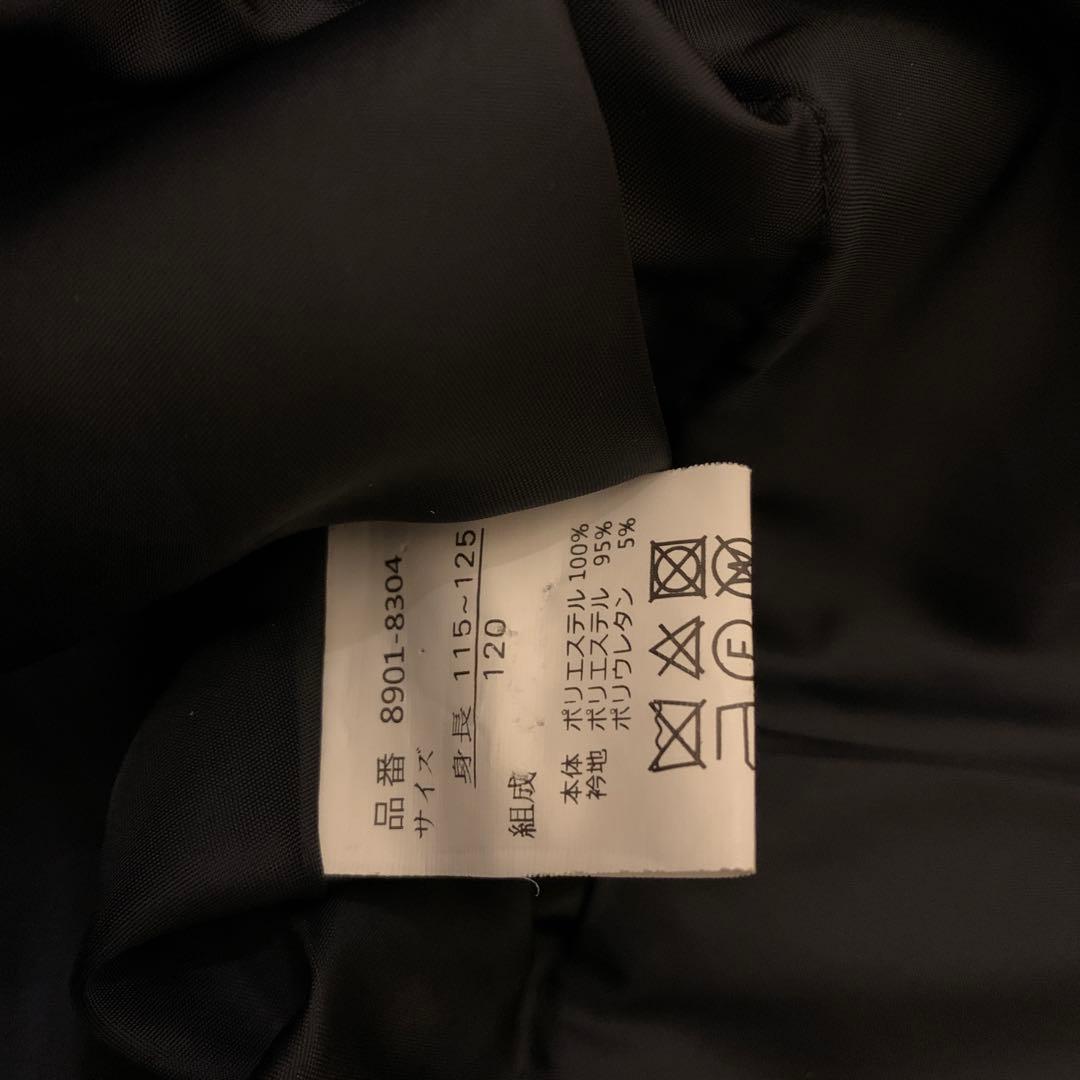 品番 8901-8304
サイズ
身長 115~125
120
組成
本体 ポリエステル 100%
衿地 ポリエステル 95%
ポリウレタン 5%
F